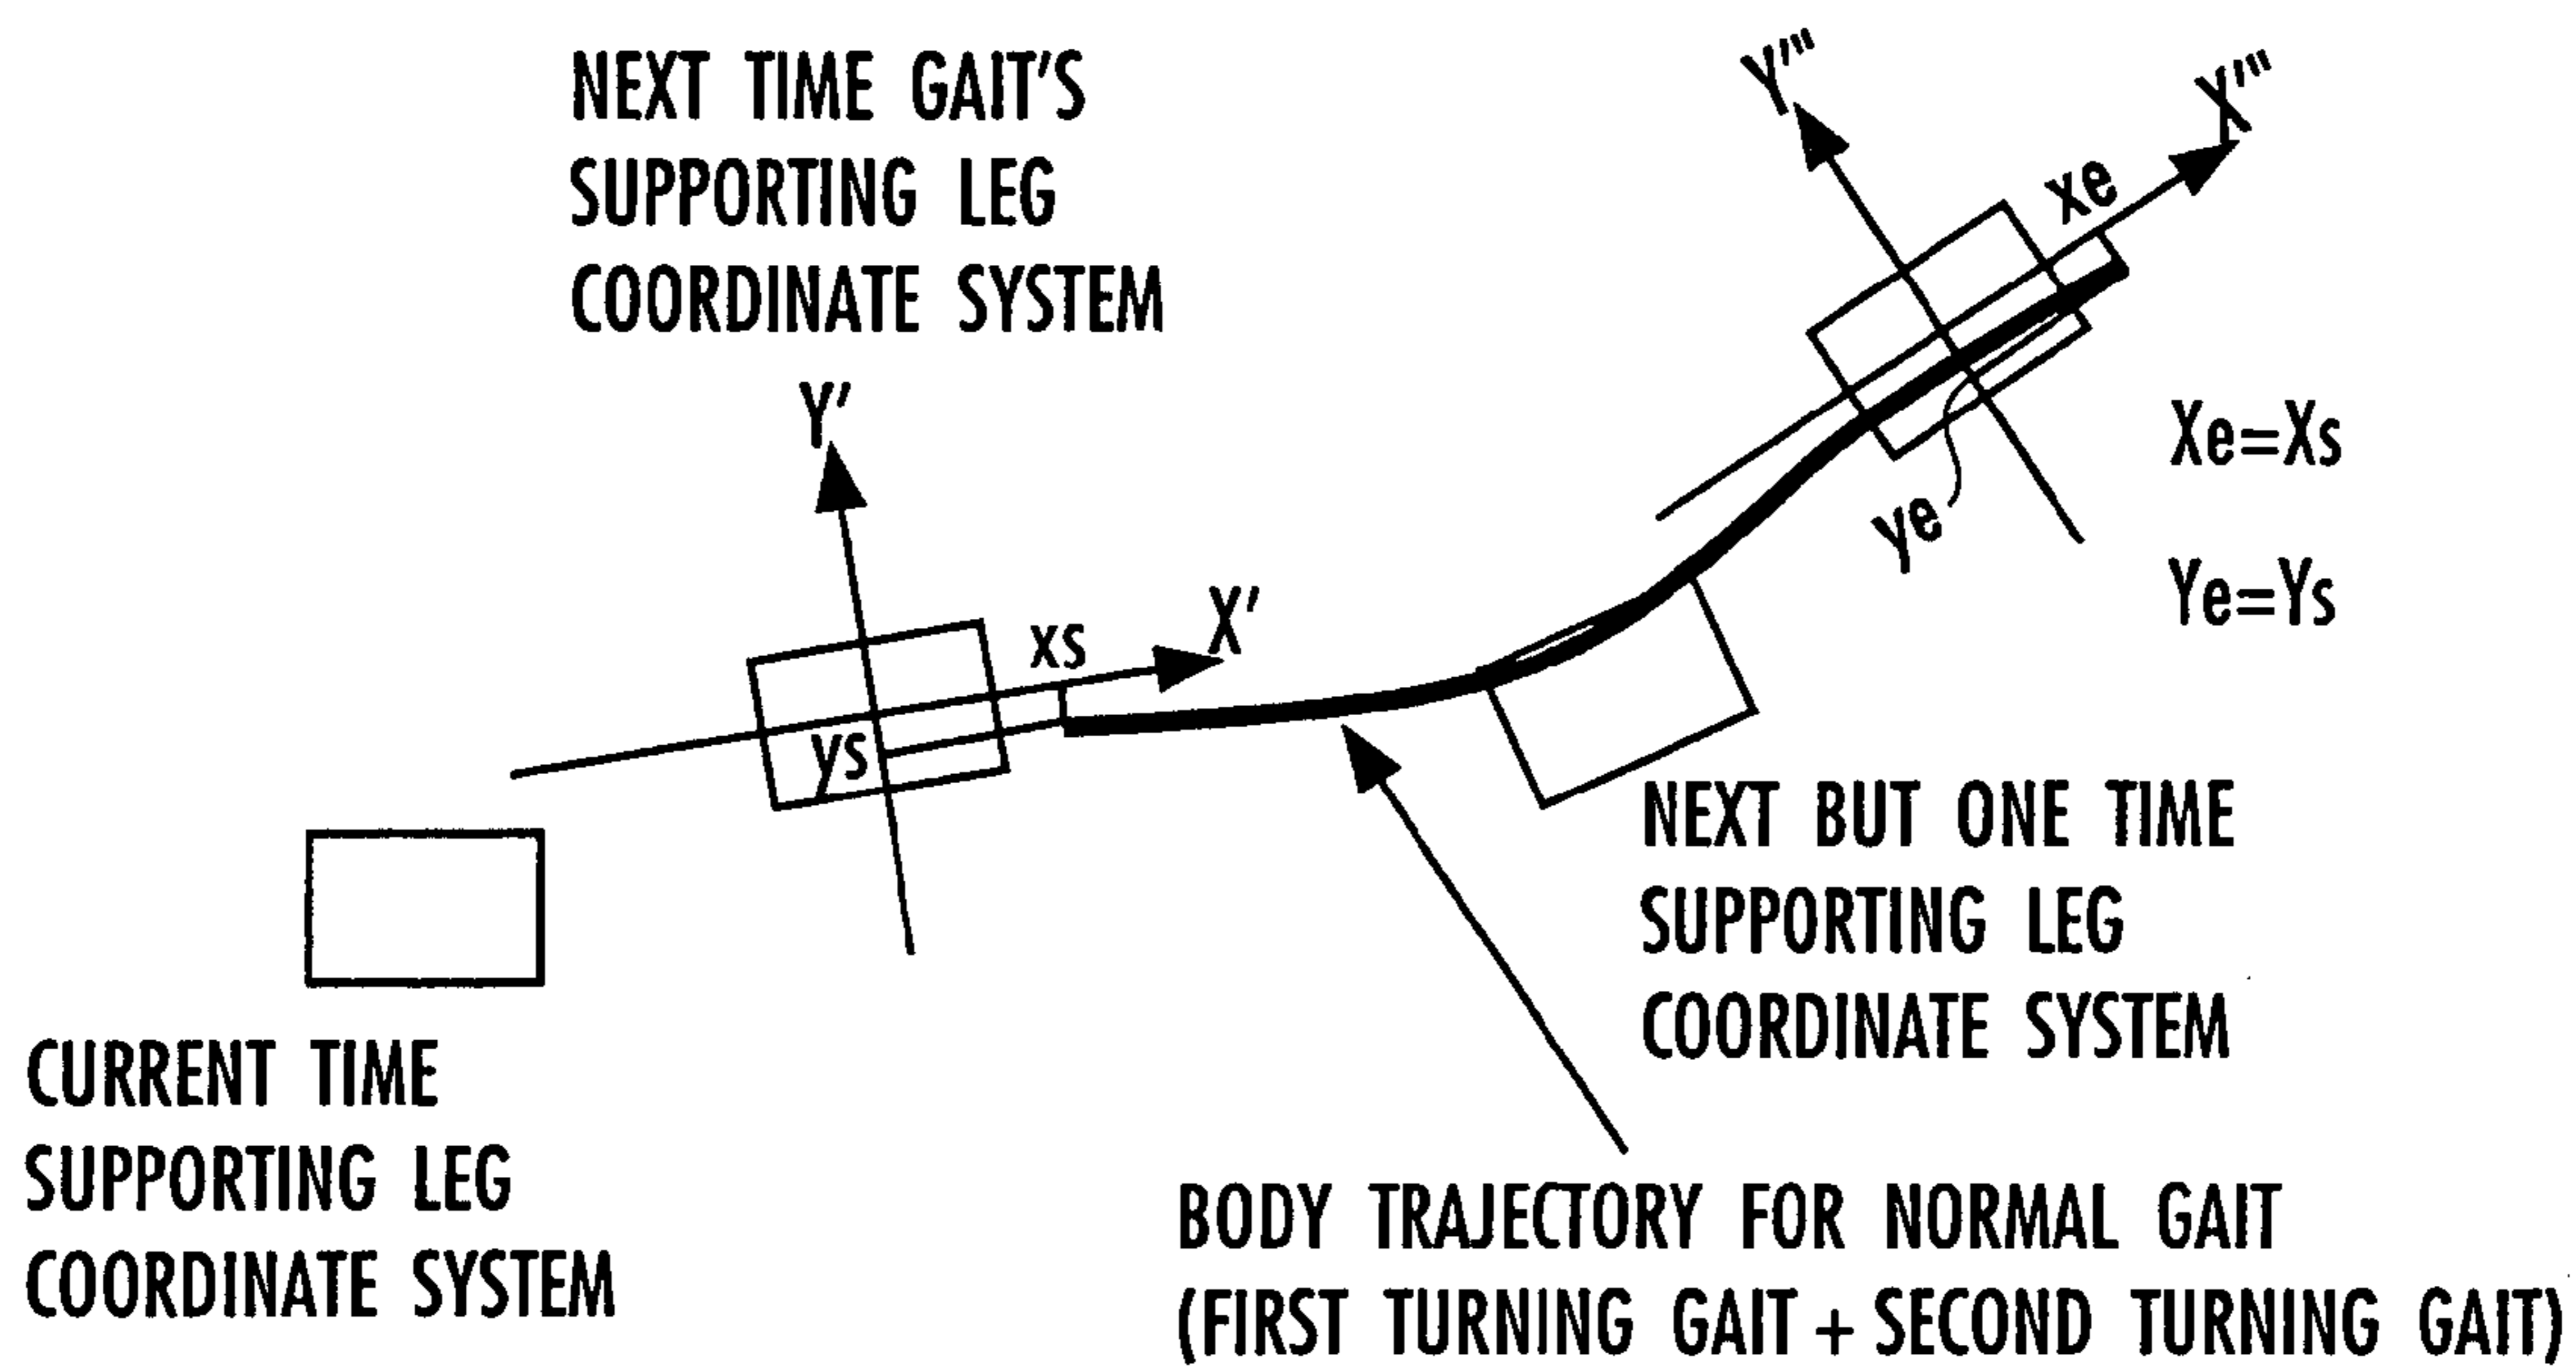 NEXT TIME GAIT'S
SUPPORTING LEG
COORDINATE SYSTEM
Y'
X'
xs
ys
Y'''
X'''
xe
ye
Xe=Xs
Ye=Ys
CURRENT TIME
SUPPORTING LEG
COORDINATE SYSTEM
NEXT BUT ONE TIME
SUPPORTING LEG
COORDINATE SYSTEM
BODY TRAJECTORY FOR NORMAL GAIT
(FIRST TURNING GAIT + SECOND TURNING GAIT)